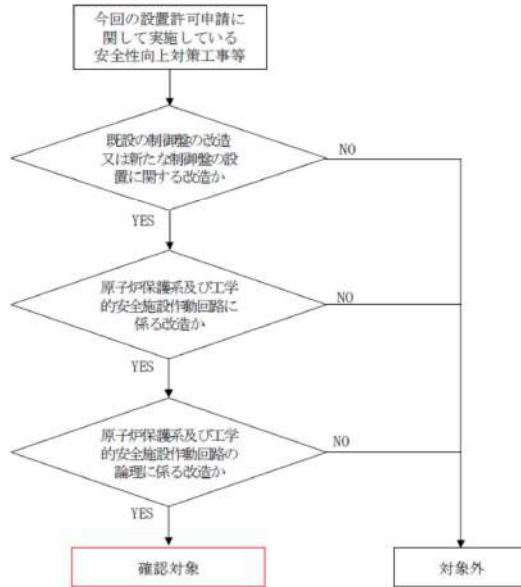 今回の設置許可申請に
関して実施している
安全性向上対策工事等
既設の制御盤の改造
又は新たな制御盤の設
置に関する改造か
NO
YES
原子炉保護系及び工学
的安全施設作動回路に
係る改造か
NO
YES
原子炉保護系及び工学
的安全施設作動回路の
論理に係る改造か
NO
YES
確認対象
対象外